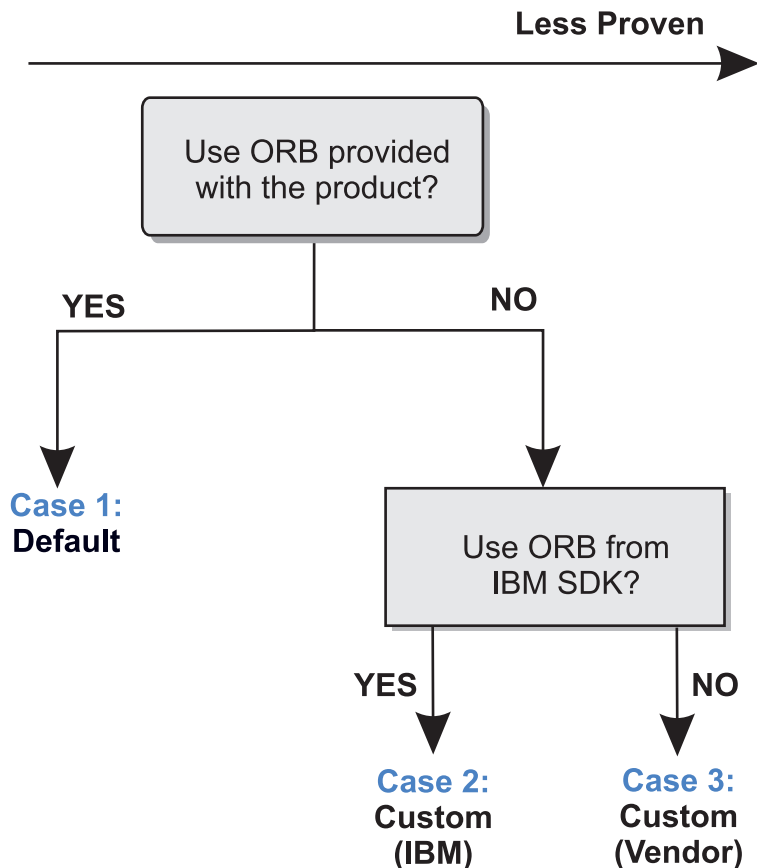 Less Proven
Use ORB provided
with the product?
YES
NO
Case 1:
Default
Use ORB from
IBM SDK?
YES
NO
Case 2:
Custom
(IBM)
Case 3:
Custom
(Vendor)